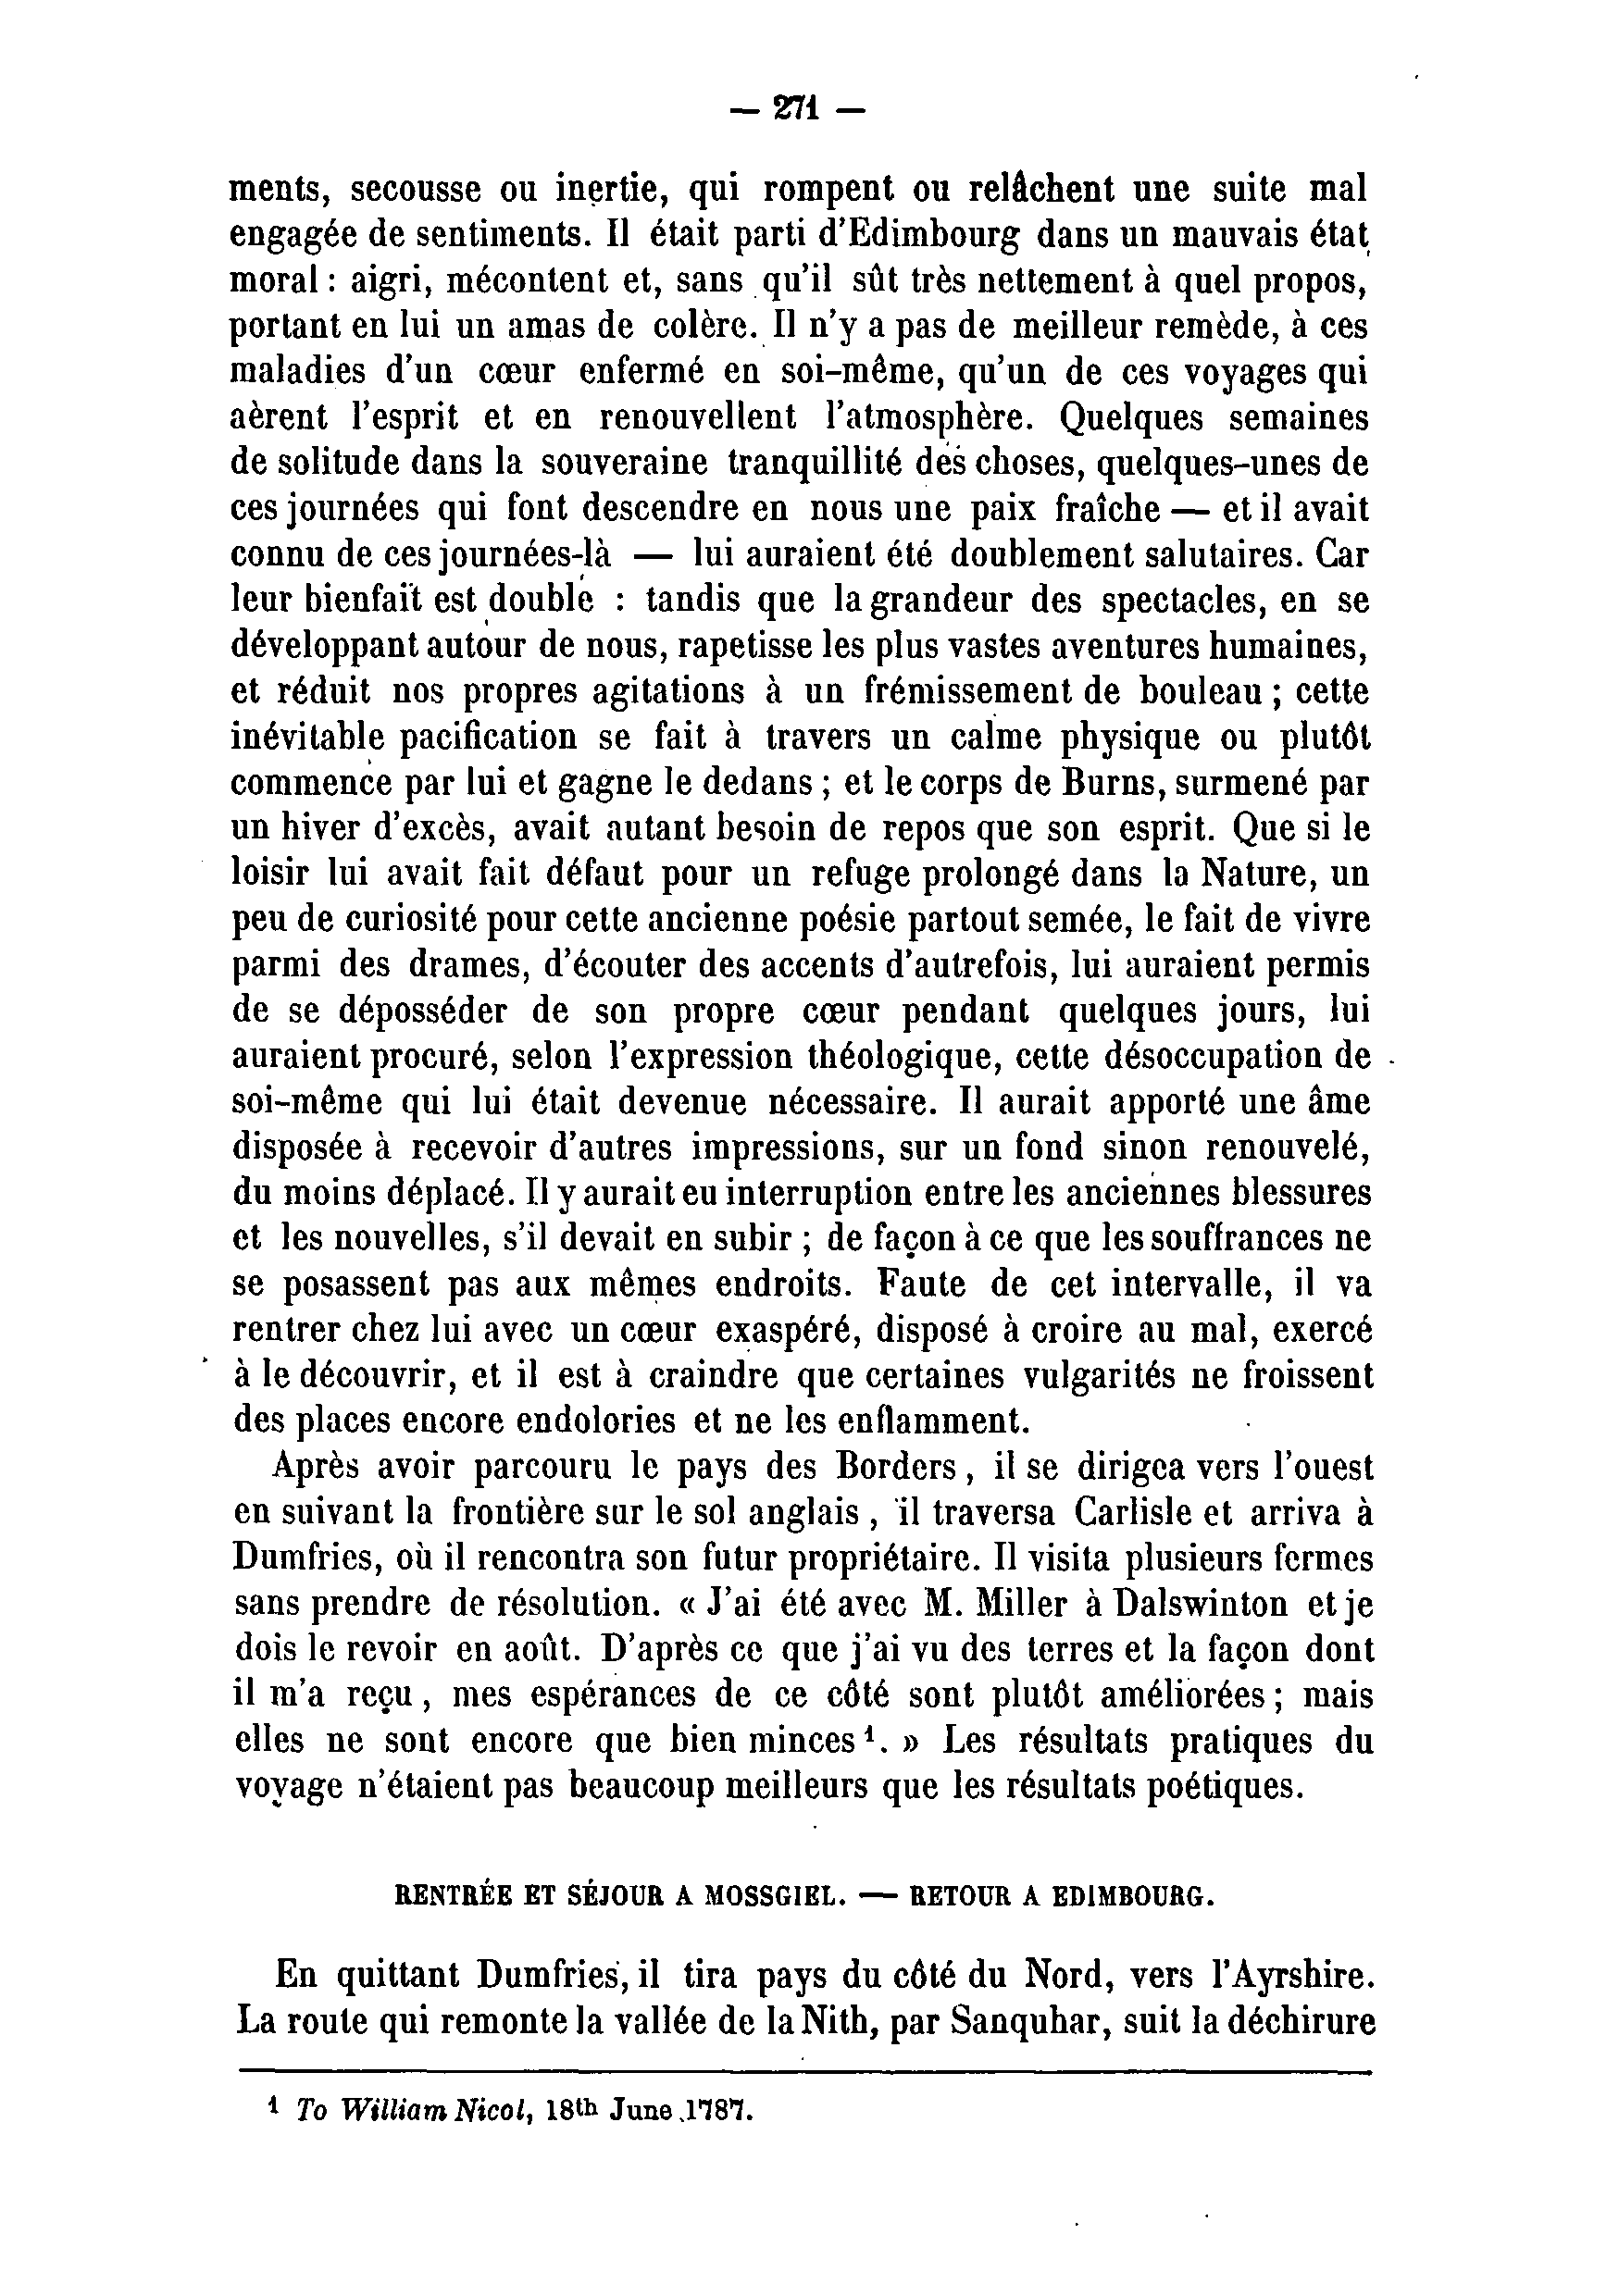 — 271 —
ments, secousse ou inertie, qui rompent ou relâchent une suite mal
engagée de sentiments. Il était parti d'Edimbourg dans un mauvais état
moral : aigri, mécontent et, sans qu'il sût très nettement à quel propos,
portant en lui un amas de colère. Il n'y a pas de meilleur remède, à ces
maladies d'un cœur enfermé en soi-même, qu'un de ces voyages qui
aèrent l'esprit et en renouvellent l'atmosphère. Quelques semaines
de solitude dans la souveraine tranquillité des choses, quelques-unes de
ces journées qui font descendre en nous une paix fraîche — et il avait
connu de ces journées-là — lui auraient été doublement salutaires. Car
leur bienfait est double : tandis que la grandeur des spectacles, en se
développant autour de nous, rapetisse les plus vastes aventures humaines,
et réduit nos propres agitations à un frémissement de bouleau ; cette
inévitable pacification se fait à travers un calme physique ou plutôt
commence par lui et gagne le dedans ; et le corps de Burns, surmené par
un hiver d'excès, avait autant besoin de repos que son esprit. Que si le
loisir lui avait fait défaut pour un refuge prolongé dans la Nature, un
peu de curiosité pour cette ancienne poésie partout semée, le fait de vivre
parmi des drames, d'écouter des accents d'autrefois, lui auraient permis
de se déposséder de son propre cœur pendant quelques jours, lui
auraient procuré, selon l'expression théologique, cette désoccupation de
soi-même qui lui était devenue nécessaire. Il aurait apporté une âme
disposée à recevoir d'autres impressions, sur un fond sinon renouvelé,
du moins déplacé. Il y aurait eu interruption entre les anciennes blessures
et les nouvelles, s'il devait en subir ; de façon à ce que les souffrances ne
se posassent pas aux mêmes endroits. Faute de cet intervalle, il va
rentrer chez lui avec un cœur exaspéré, disposé à croire au mal, exercé
à le découvrir, et il est à craindre que certaines vulgarités ne froissent
des places encore endolories et ne les enflamment.
Après avoir parcouru le pays des Borders, il se dirigea vers l'ouest
en suivant la frontière sur le sol anglais, il traversa Carlisle et arriva à
Dumfries, où il rencontra son futur propriétaire. Il visita plusieurs fermes
sans prendre de résolution. « J'ai été avec M. Miller à Dalswinton et je
dois le revoir en août. D'après ce que j'ai vu des terres et la façon dont
il m'a reçu, mes espérances de ce côté sont plutôt améliorées ; mais
elles ne sont encore que bien minces ¹. » Les résultats pratiques du
voyage n'étaient pas beaucoup meilleurs que les résultats poétiques.
RENTRÉE ET SÉJOUR A MOSSGIEL. — RETOUR A EDIMBOURG.
En quittant Dumfries, il tira pays du côté du Nord, vers l'Ayrshire.
La route qui remonte la vallée de la Nith, par Sanquhar, suit la déchirure
¹ To William Nicol, 18th June 1787.